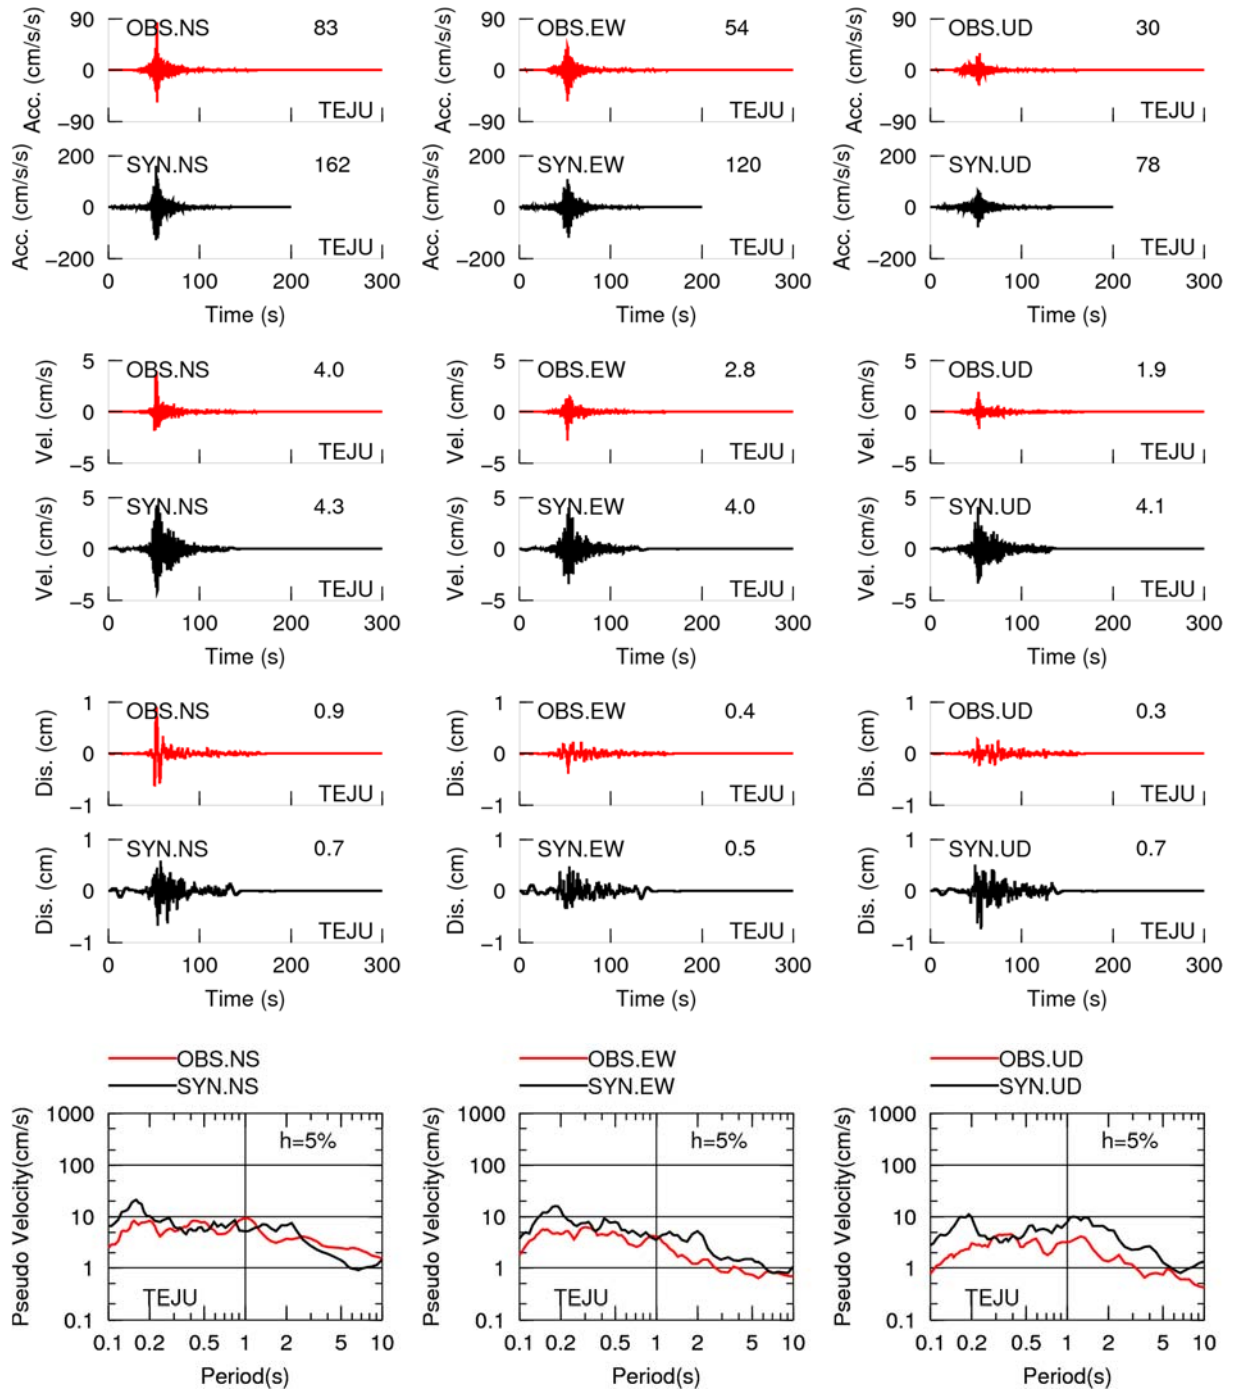 90 OBS.NS 83 90 OBS.EW 54 90 OBS.UD 30
Acc. (cm/s/s) 0 Acc. (cm/s/s) 0 Acc. (cm/s/s) 0
−90 TEJU −90 TEJU −90 TEJU
200 SYN.NS 162 200 SYN.EW 120 200 SYN.UD 78
Acc. (cm/s/s) 0 Acc. (cm/s/s) 0 Acc. (cm/s/s) 0
−200 TEJU −200 TEJU −200 TEJU
0 100 200 300 0 100 200 300 0 100 200 300
Time (s) Time (s) Time (s)
5 OBS.NS 4.0 5 OBS.EW 2.8 5 OBS.UD 1.9
Vel. (cm/s) 0 Vel. (cm/s) 0 Vel. (cm/s) 0
−5 TEJU −5 TEJU −5 TEJU
5 SYN.NS 4.3 5 SYN.EW 4.0 5 SYN.UD 4.1
Vel. (cm/s) 0 Vel. (cm/s) 0 Vel. (cm/s) 0
−5 TEJU −5 TEJU −5 TEJU
0 100 200 300 0 100 200 300 0 100 200 300
Time (s) Time (s) Time (s)
1 OBS.NS 0.9 1 OBS.EW 0.4 1 OBS.UD 0.3
Dis. (cm) 0 Dis. (cm) 0 Dis. (cm) 0
−1 TEJU −1 TEJU −1 TEJU
1 SYN.NS 0.7 1 SYN.EW 0.5 1 SYN.UD 0.7
Dis. (cm) 0 Dis. (cm) 0 Dis. (cm) 0
−1 TEJU −1 TEJU −1 TEJU
0 100 200 300 0 100 200 300 0 100 200 300
Time (s) Time (s) Time (s)
OBS.NS OBS.EW OBS.UD
SYN.NS SYN.EW SYN.UD
1000 1000 1000
h=5% h=5% h=5%
100 100 100
Pseudo Velocity(cm/s) 10 Pseudo Velocity(cm/s) 10 Pseudo Velocity(cm/s) 10
1 1 1
TEJU TEJU TEJU
0.1 0.1 0.1
0.1 0.2 0.5 1 2 5 10 0.1 0.2 0.5 1 2 5 10 0.1 0.2 0.5 1 2 5 10
Period(s) Period(s) Period(s)